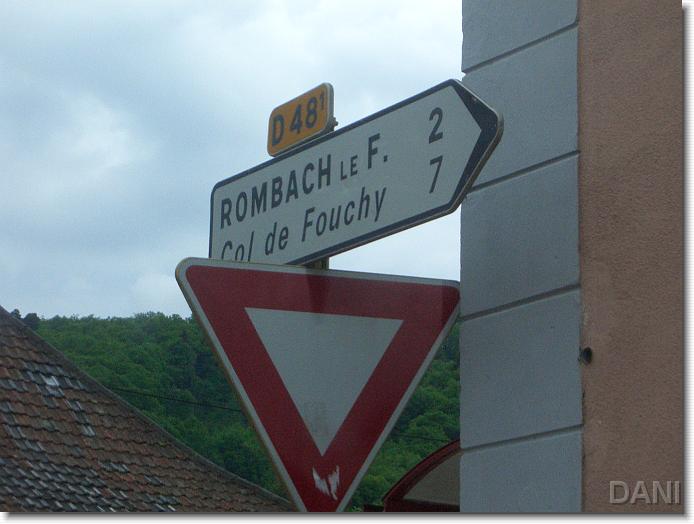 D 48¹
ROMBACH LE F. 2
Col de Fouchy 7
DANI